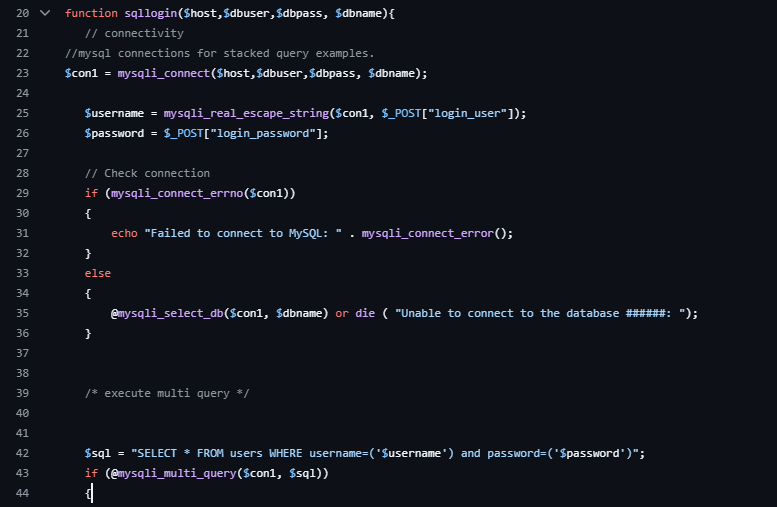 20 function sqllogin($host,$dbuser,$dbpass, $dbname){
21 // connectivity
22 //mysql connections for stacked query examples.
23 $con1 = mysqli_connect($host,$dbuser,$dbpass, $dbname);
24
25 $username = mysqli_real_escape_string($con1, $_POST["login_user"]);
26 $password = $_POST["login_password"];
27
28 // Check connection
29 if (mysqli_connect_errno($con1))
30 {
31 echo "Failed to connect to MySQL: " . mysqli_connect_error();
32 }
33 else
34 {
35 @mysqli_select_db($con1, $dbname) or die ( "Unable to connect to the database ######: ");
36 }
37
38
39 /* execute multi query */
40
41
42 $sql = "SELECT * FROM users WHERE username=('$username') and password=('$password')";
43 if (@mysqli_multi_query($con1, $sql))
44 {